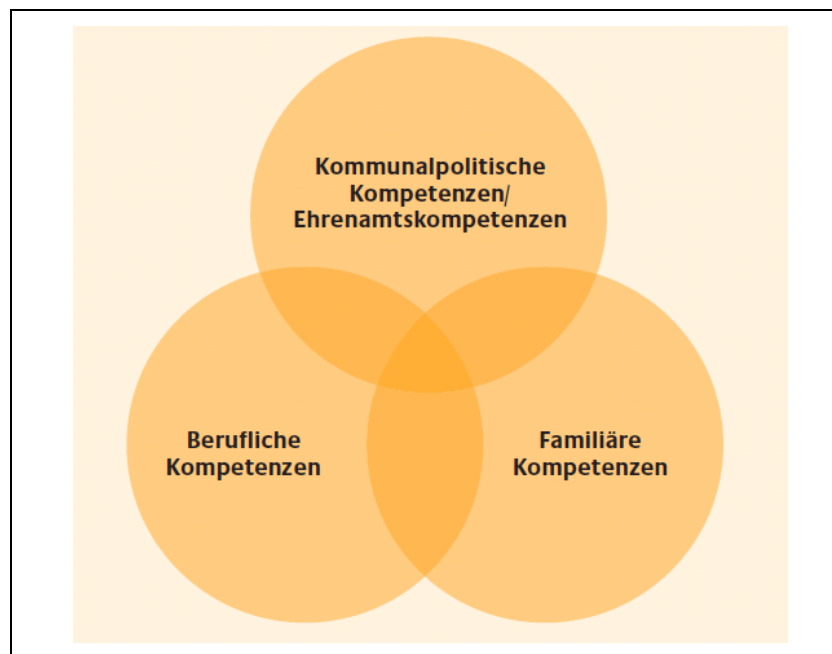 Kommunalpolitische
Kompetenzen/
Ehrenamtskompetenzen
Berufliche
Kompetenzen
Familiäre
Kompetenzen